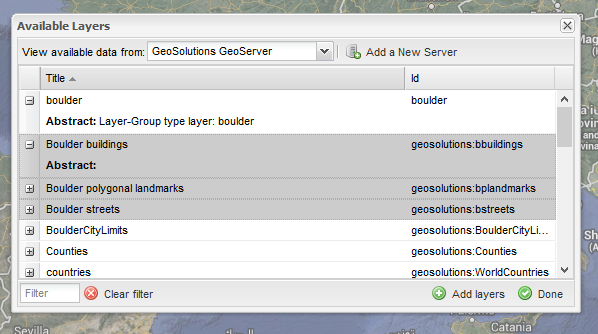 Available Layers
View available data from: GeoSolutions GeoServer Add a New Server
Title Id
boulder boulder
Abstract: Layer-Group type layer: boulder
Boulder buildings geosolutions:bbuildings
Abstract:
Boulder polygonal landmarks geosolutions:bplandmarks
Boulder streets geosolutions:bstreets
BoulderCityLimits geosolutions:BoulderCityLi...
Counties geosolutions:Counties
countries geosolutions:WorldCountries
Filter Clear filter Add layers Done
Sevilla
Catania